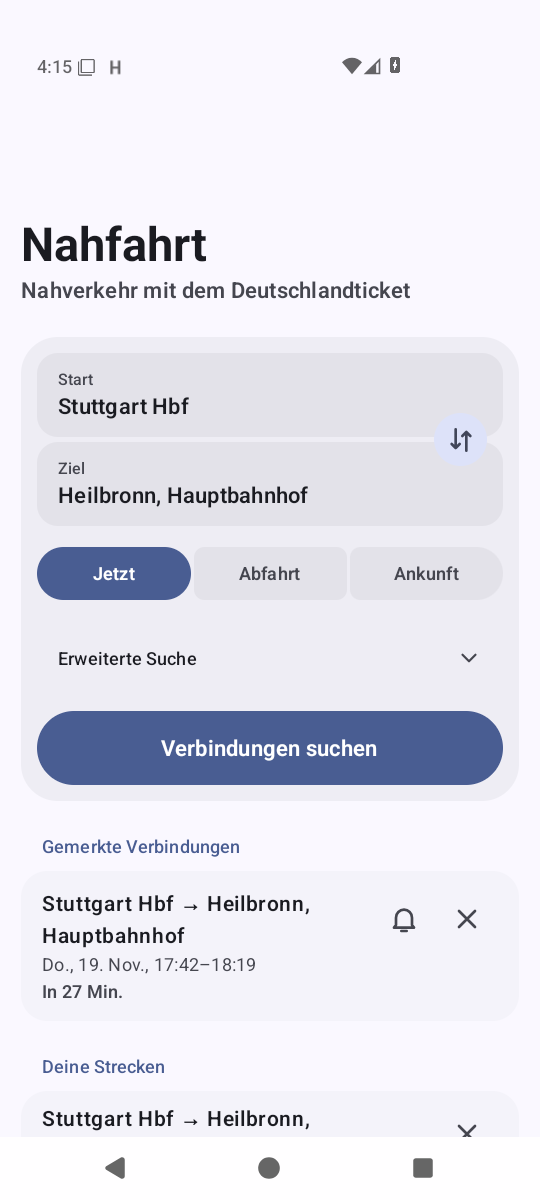 4:15 H
Nahfahrt
Nahverkehr mit dem Deutschlandticket
Start
Stuttgart Hbf
Ziel
Heilbronn, Hauptbahnhof
Jetzt Abfahrt Ankunft
Erweiterte Suche
Verbindungen suchen
Gemerkte Verbindungen
Stuttgart Hbf → Heilbronn,
Hauptbahnhof
Do., 19. Nov., 17:42–18:19
In 27 Min.
Deine Strecken
Stuttgart Hbf → Heilbronn,